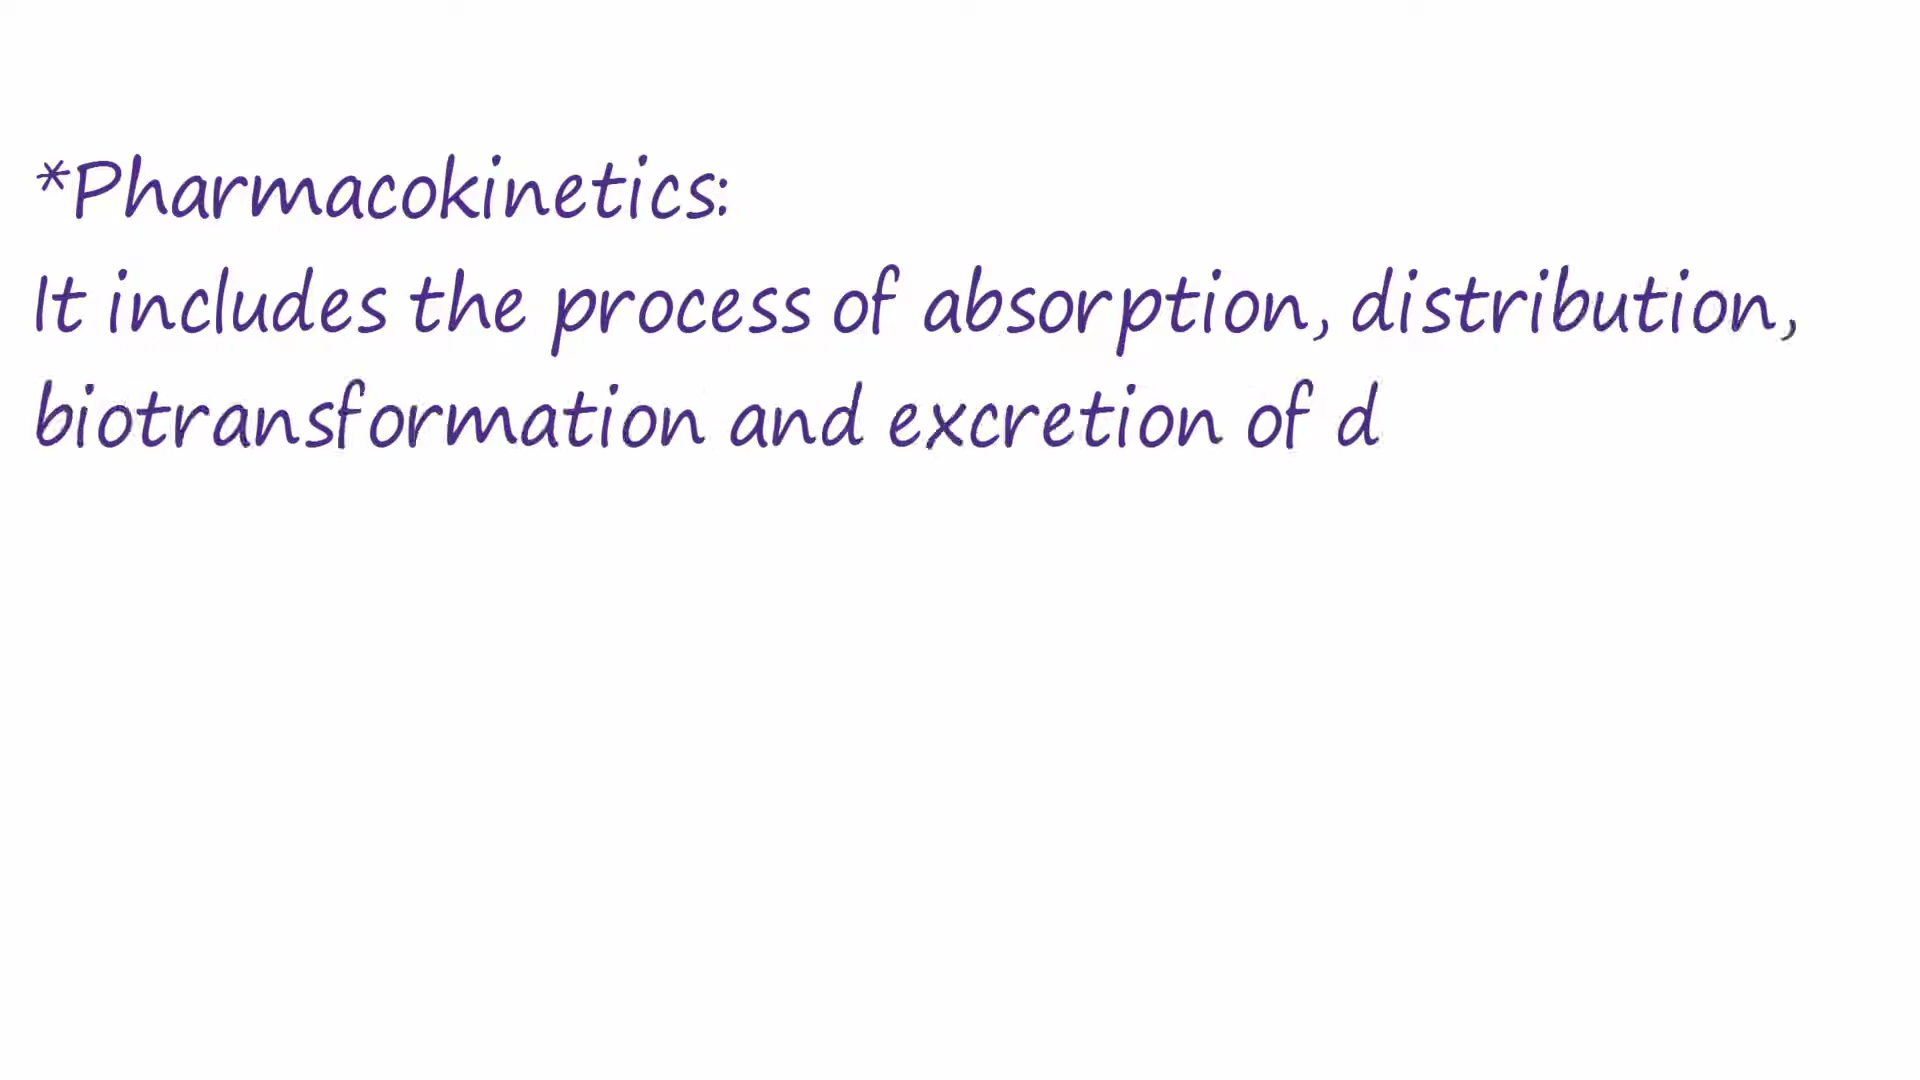 *Pharmacokinetics:
It includes the process of absorption, distribution,
biotransformation and excretion of d